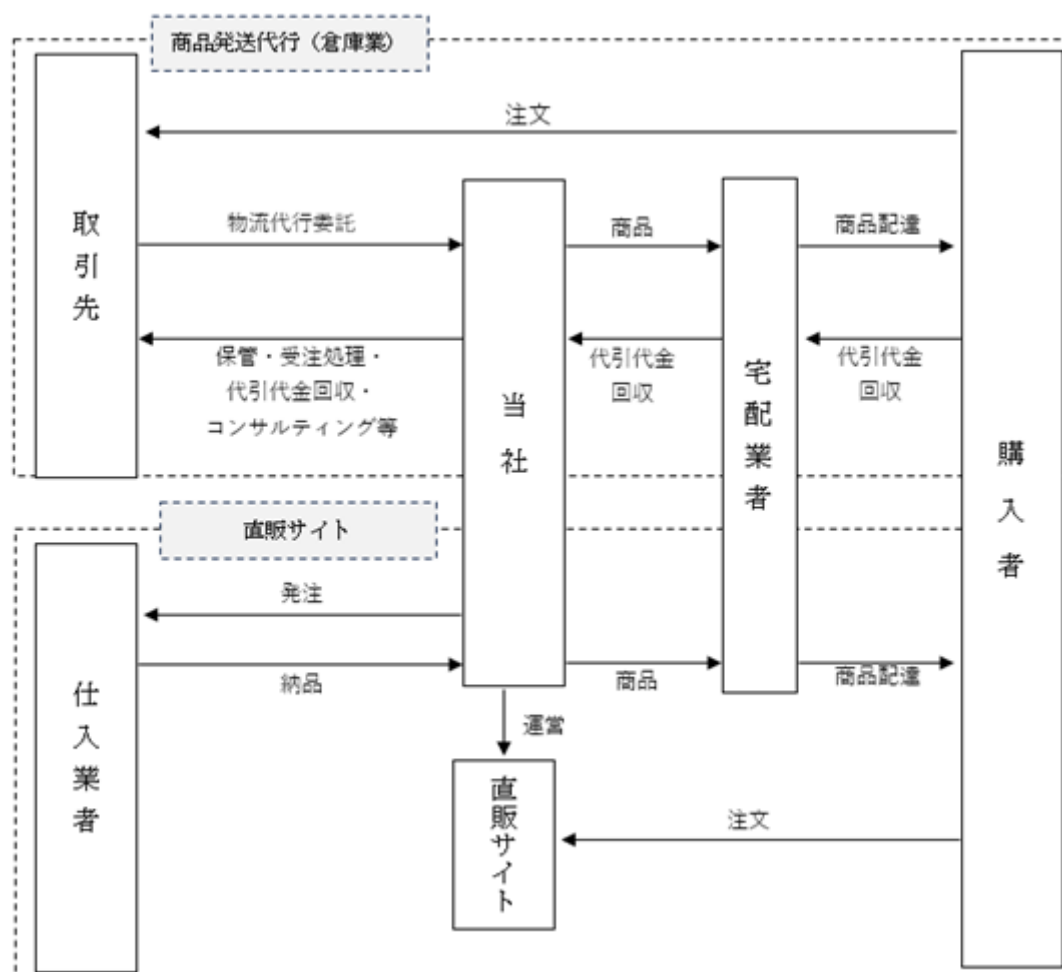 商品発送代行（倉庫業）
注文
取引先
物流代行委託
商品
商品配達
保管・受注処理・
代引代金回収・
コンサルティング等
代引代金
回収
代引代金
回収
当社
宅配業者
購入者
直販サイト
発注
仕入業者
納品
商品
商品配達
運営
直販サイト
注文